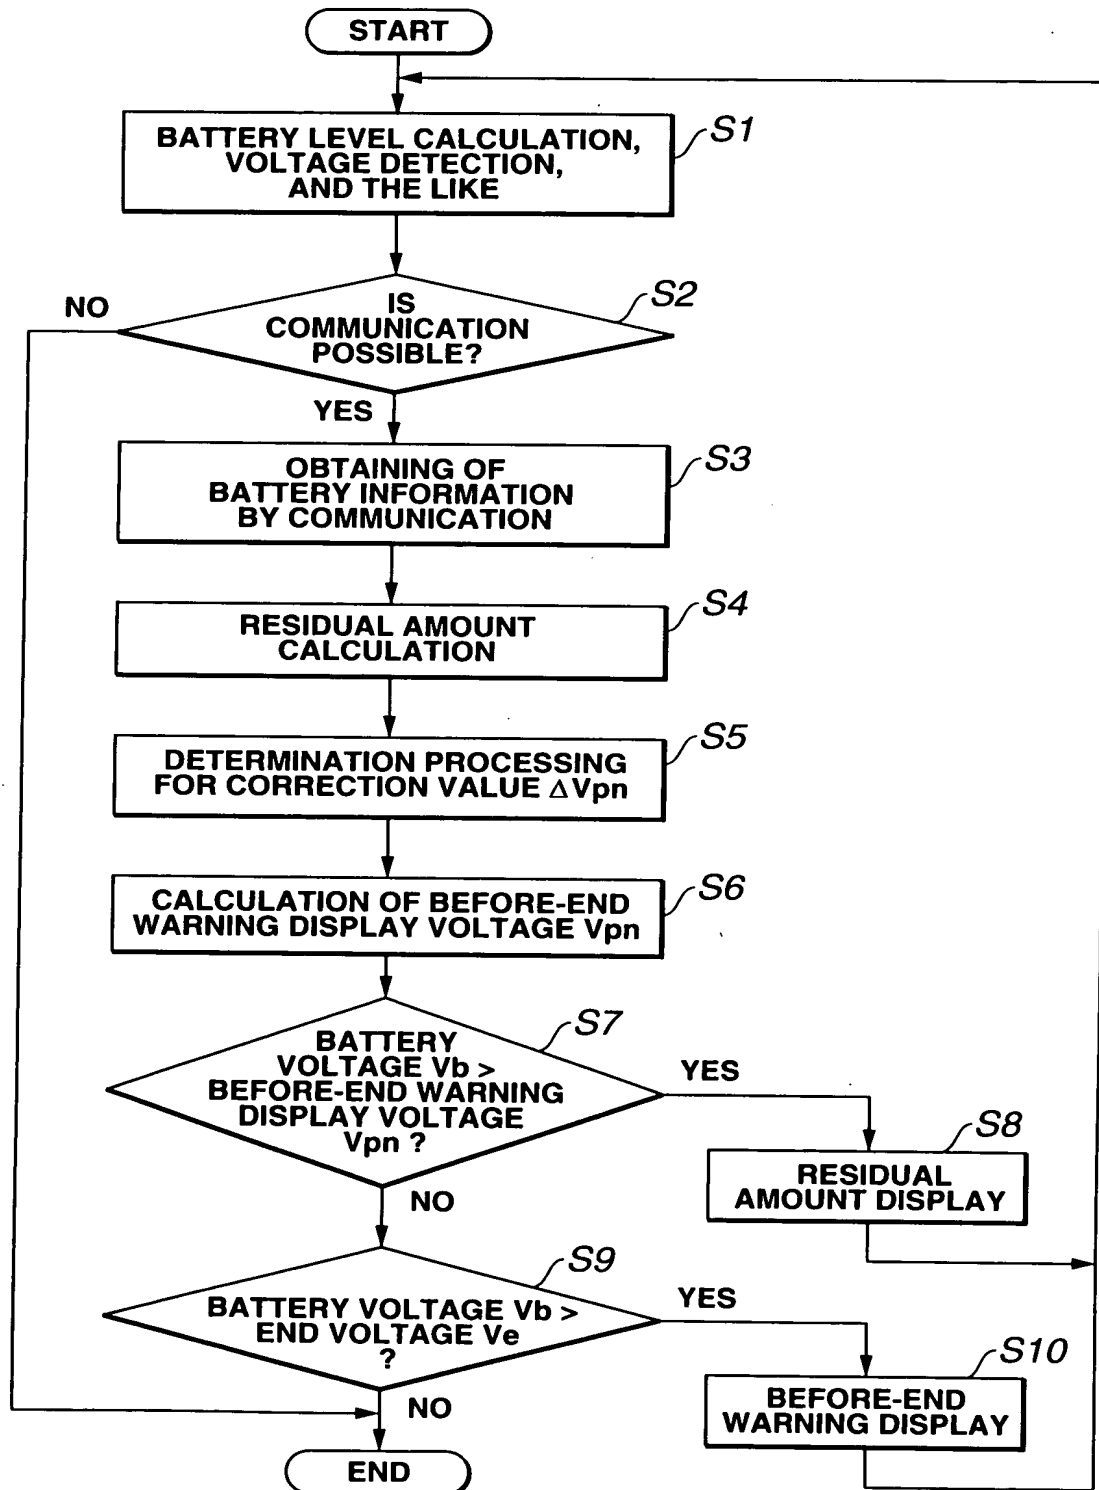 START
BATTERY LEVEL CALCULATION,
VOLTAGE DETECTION,
AND THE LIKE
S1
IS
COMMUNICATION
POSSIBLE?
S2
NO
YES
OBTAINING OF
BATTERY INFORMATION
BY COMMUNICATION
S3
RESIDUAL AMOUNT
CALCULATION
S4
DETERMINATION PROCESSING
FOR CORRECTION VALUE ΔVpn
S5
CALCULATION OF BEFORE-END
WARNING DISPLAY VOLTAGE Vpn
S6
BATTERY
VOLTAGE Vb >
BEFORE-END WARNING
DISPLAY VOLTAGE
Vpn ?
S7
YES
NO
RESIDUAL
AMOUNT DISPLAY
S8
BATTERY VOLTAGE Vb >
END VOLTAGE Ve
?
S9
YES
NO
BEFORE-END
WARNING DISPLAY
S10
END